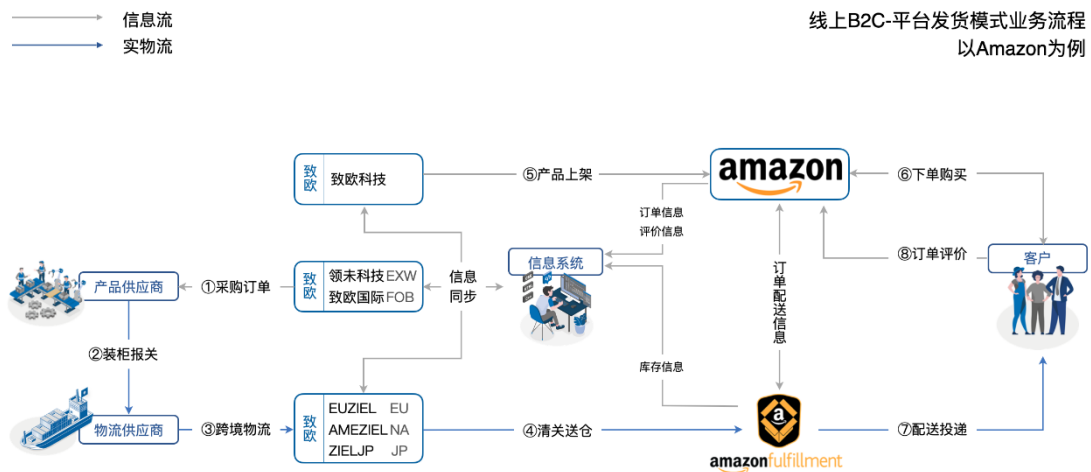 信息流
实物流
线上B2C-平台发货模式业务流程
以Amazon为例
致欧
致欧科技
⑤产品上架
amazon
⑥下单购买
订单信息
评价信息
⑧订单评价
客户
产品供应商
①采购订单
致欧
领未科技 EXW
致欧国际 FOB
信息
同步
信息系统
订单配送信息
②装柜报关
库存信息
物流供应商
③跨境物流
致欧
EUZIEL EU
AMEZIEL NA
ZIELJP JP
④清关送仓
a
amazonfulfillment
⑦配送投递